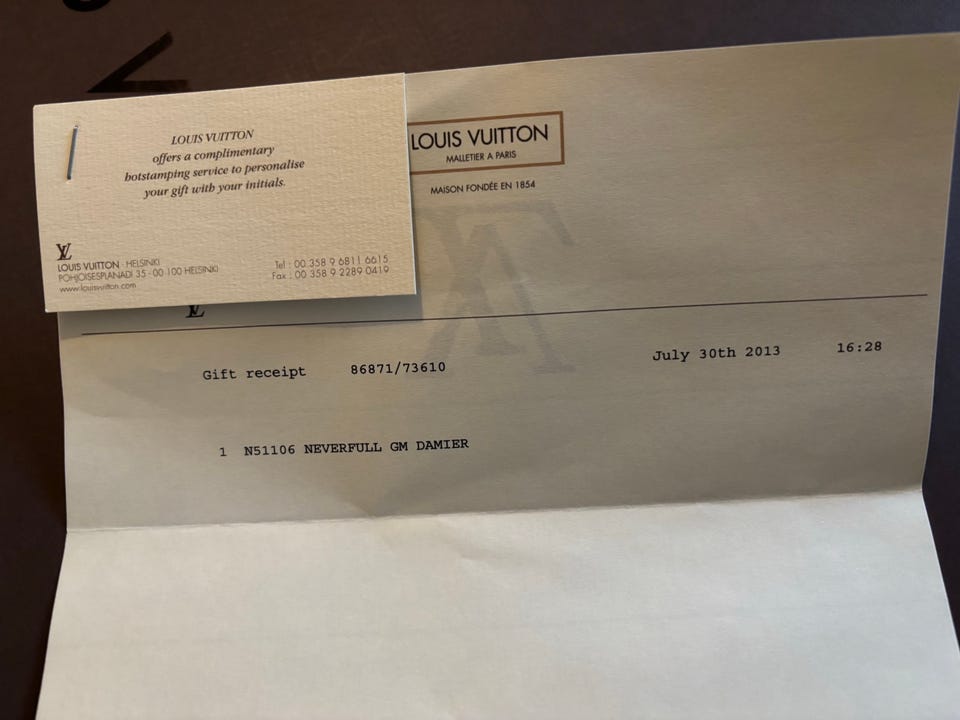 LOUIS VUITTON
offers a complimentary
hotstamping service to personalise
your gift with your initials.
LV
LOUIS VUITTON - HELSINKI
POHJOISESPLANADI 35 - 00 100 HELSINKI
www.louisvuitton.com
Tel : 00 358 9 6811 6615
Fax : 00 358 9 2289 0419
LOUIS VUITTON
MALLETIER A PARIS
MAISON FONDÉE EN 1854
LV
Gift receipt 86871/73610 July 30th 2013 16:28
1 N51106 NEVERFULL GM DAMIER